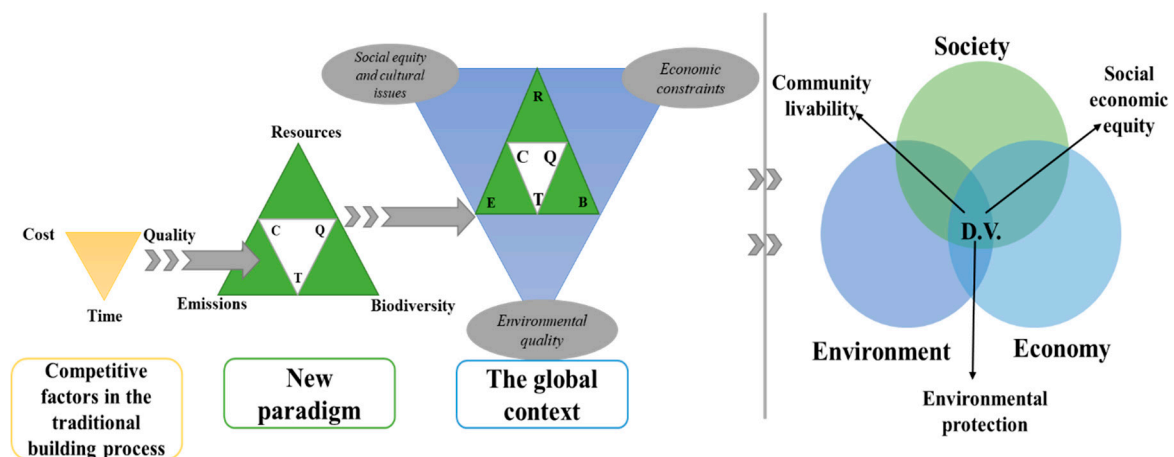 Cost
Quality
Time
Competitive
factors in the
traditional
building process
Resources
C
Q
T
Emissions
Biodiversity
New
paradigm
Social equity
and cultural
issues
Economic
constraints
R
C
Q
E
T
B
Environmental
quality
The global
context
Society
Community
livability
Social
economic
equity
D.V.
Environment
Economy
Environmental
protection